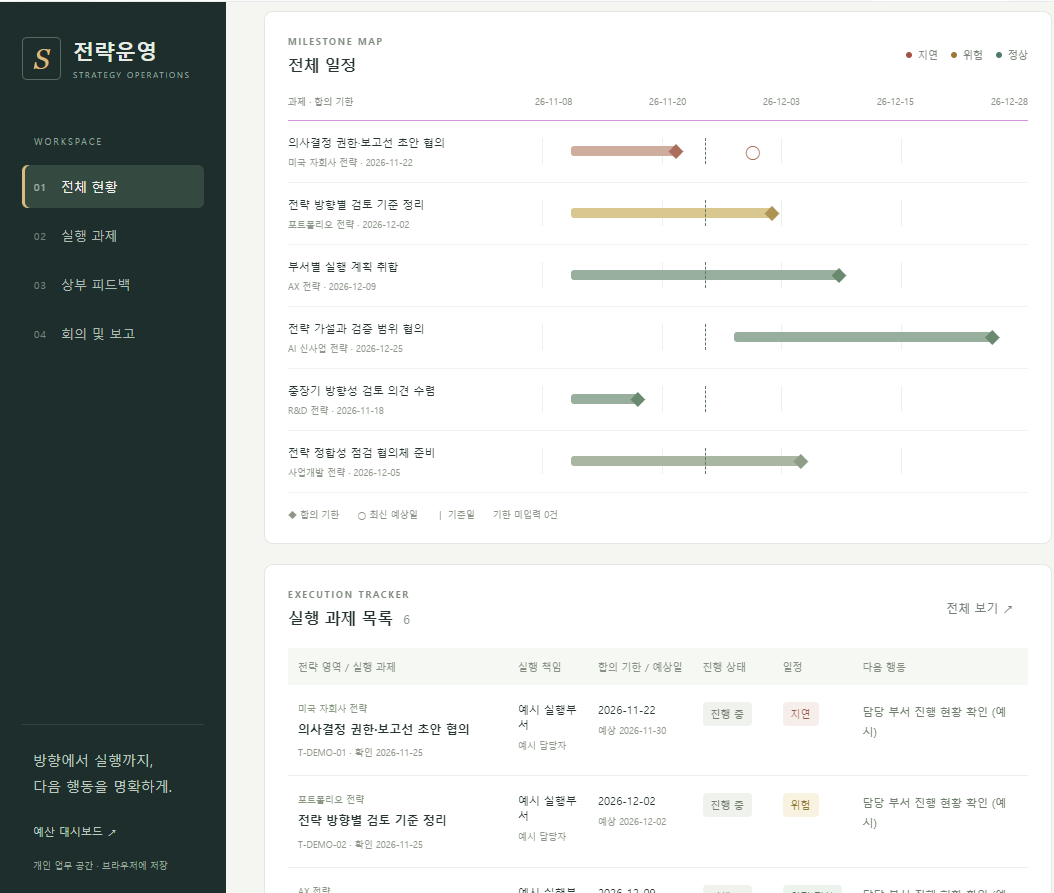 S
전략운영
STRATEGY OPERATIONS
WORKSPACE
01 전체 현황
02 실행 과제
03 상부 피드백
04 회의 및 보고
방향에서 실행까지,
다음 행동을 명확하게.
예산 대시보드 ↗
개인 업무 공간 · 브라우저에 저장
MILESTONE MAP
전체 일정
지연 위험 정상
과제 · 합의 기한 26-11-08 26-11-20 26-12-03 26-12-15 26-12-28
의사결정 권한·보고선 초안 협의
미국 자회사 전략 · 2026-11-22
전략 방향별 검토 기준 정리
포트폴리오 전략 · 2026-12-02
부서별 실행 계획 취합
AX 전략 · 2026-12-09
전략 가설과 검증 범위 협의
AI 신사업 전략 · 2026-12-25
중장기 방향성 검토 의견 수렴
R&D 전략 · 2026-11-18
전략 정합성 점검 협의체 준비
사업개발 전략 · 2026-12-05
◆ 합의 기한 ○ 최신 예상일 | 기준일 기한 미입력 0건
EXECUTION TRACKER
실행 과제 목록 6
전체 보기 ↗
전략 영역 / 실행 과제 실행 책임 합의 기한 / 예상일 진행 상태 일정 다음 행동
미국 자회사 전략
의사결정 권한·보고선 초안 협의
T-DEMO-01 · 확인 2026-11-25
예시 실행부
서
예시 담당자
2026-11-22
예상 2026-11-30
진행 중
지연
담당 부서 진행 현황 확인 (예
시)
포트폴리오 전략
전략 방향별 검토 기준 정리
T-DEMO-02 · 확인 2026-11-25
예시 실행부
서
예시 담당자
2026-12-02
예상 2026-12-02
진행 중
위험
담당 부서 진행 현황 확인 (예
시)
AX 전략
예시 실행부
2026-12-09